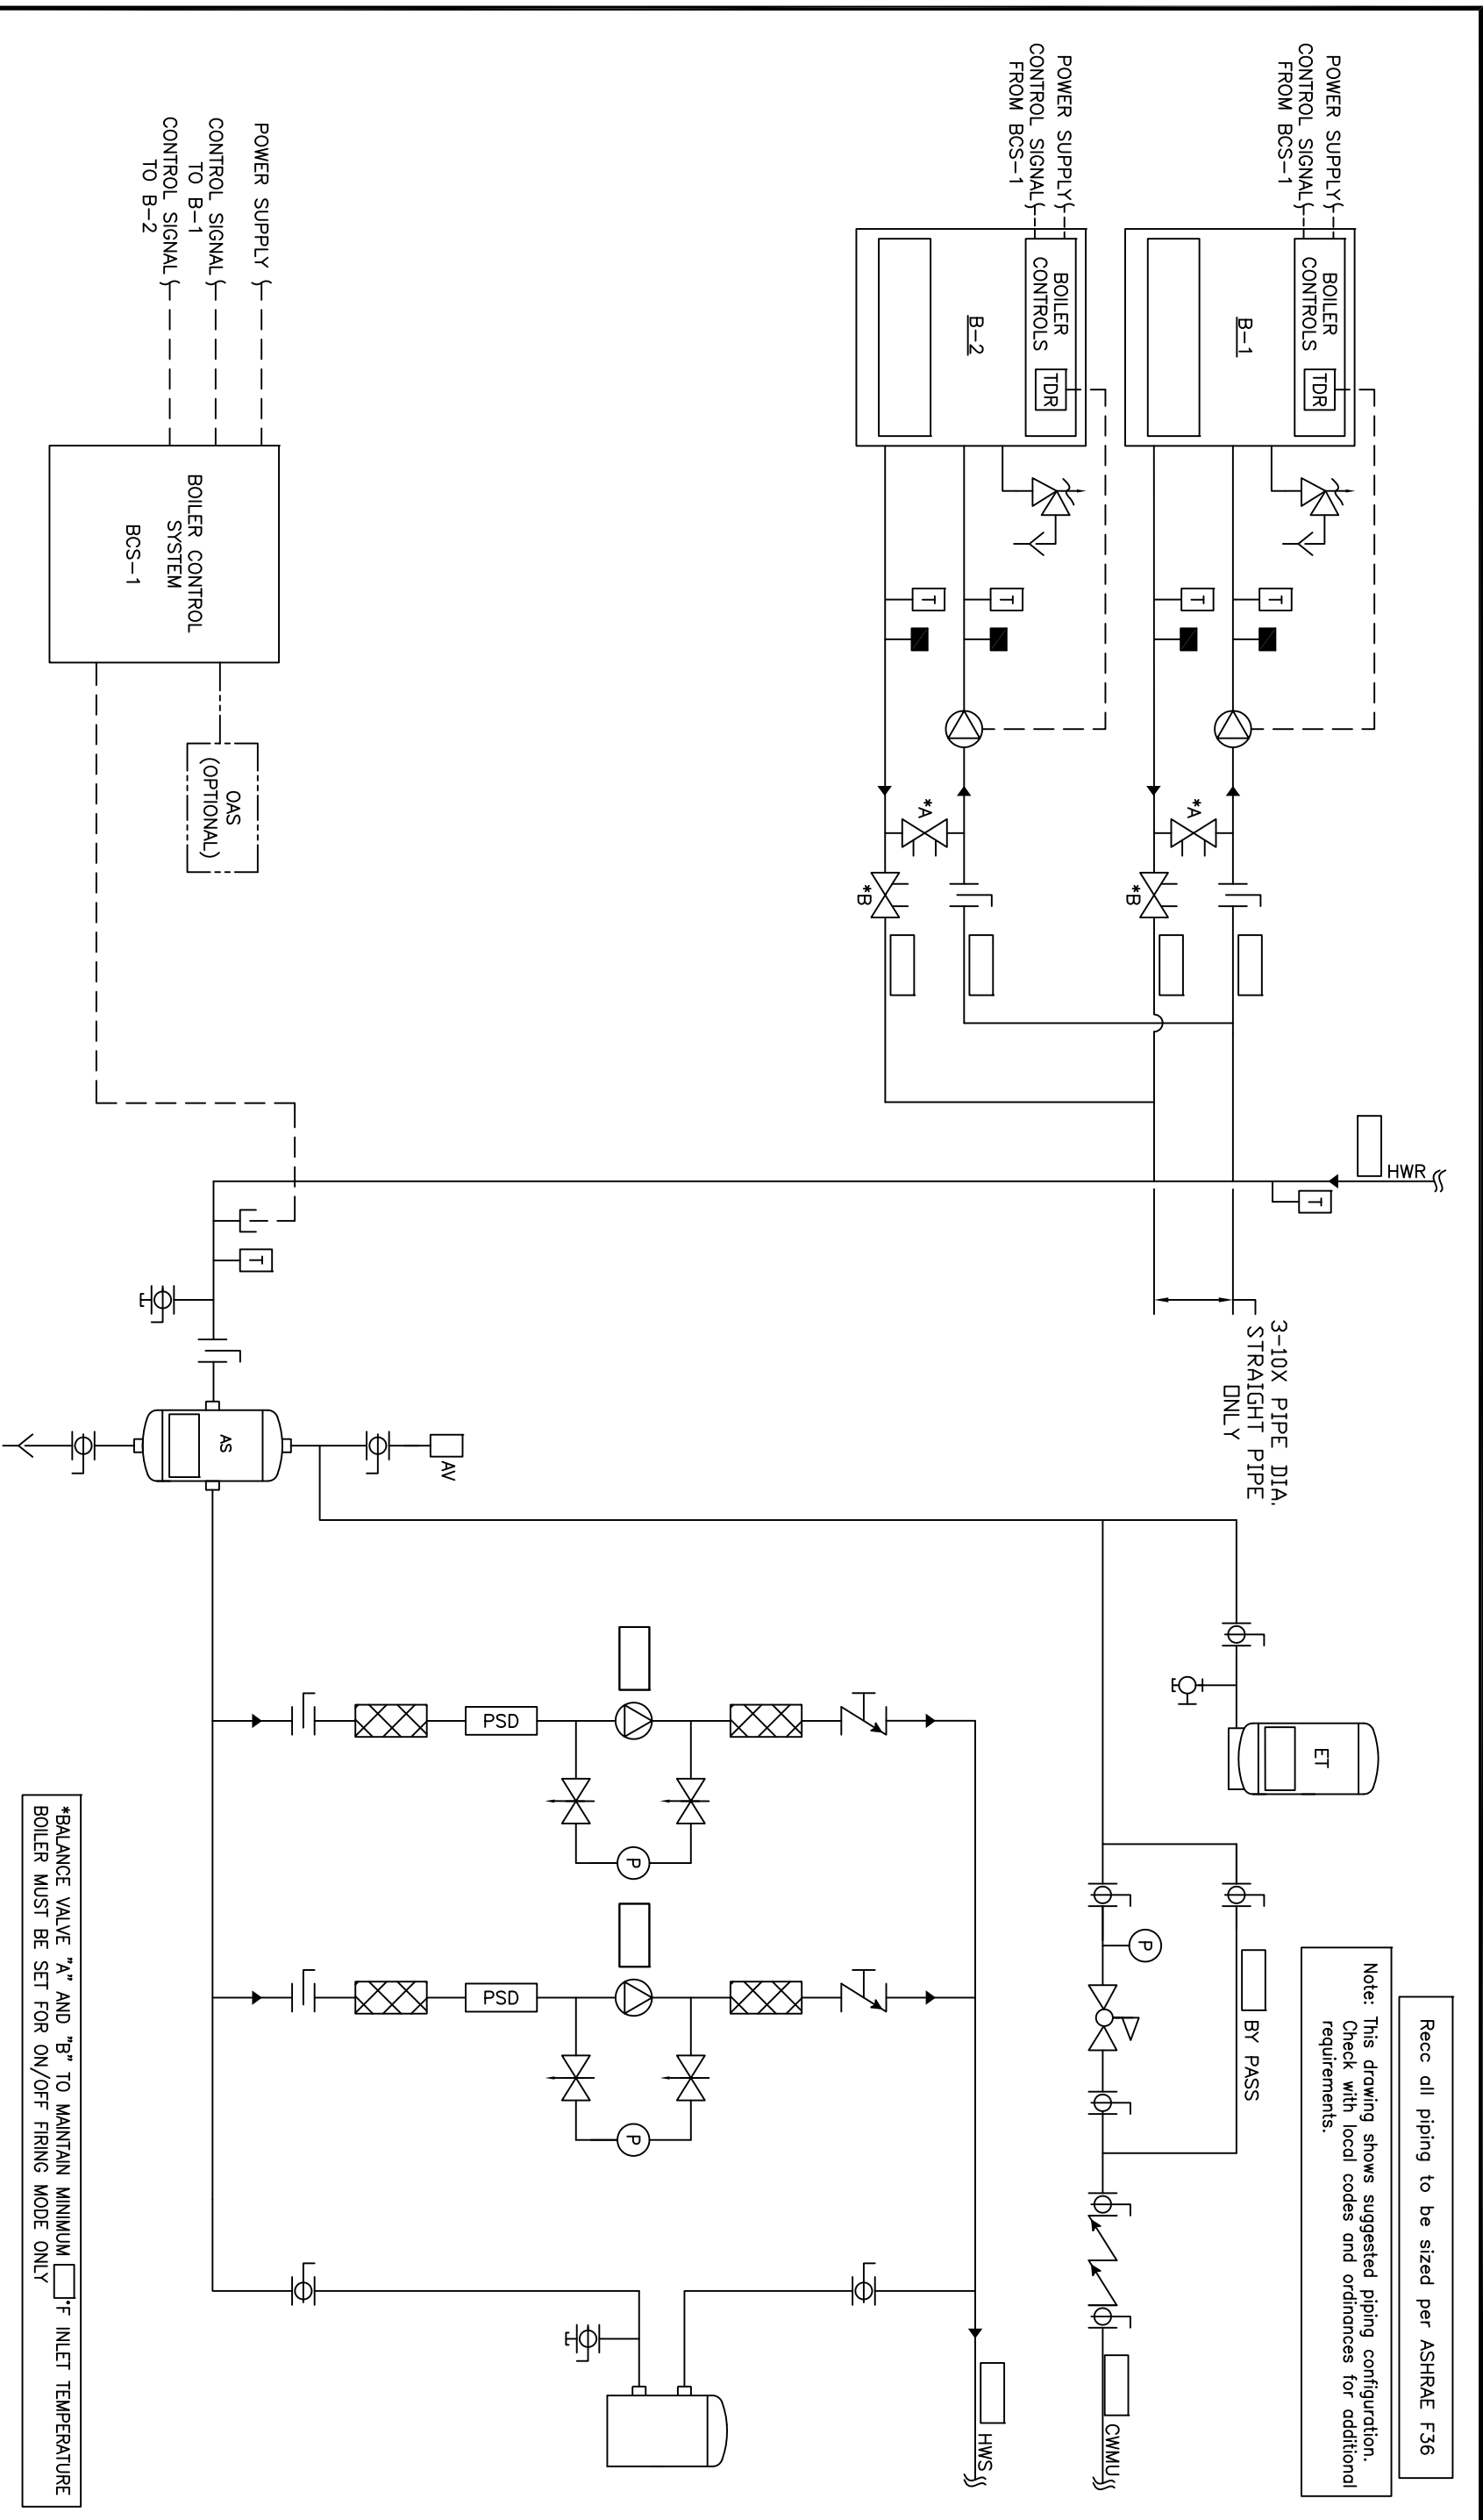 POWER SUPPLY
CONTROL SIGNAL
FROM BCS-1
BOILER
CONTROLS
TDR
B-1
T
T
*A
*B
POWER SUPPLY
CONTROL SIGNAL
FROM BCS-1
BOILER
CONTROLS
TDR
B-2
T
T
*A
*B
POWER SUPPLY
CONTROL SIGNAL
TO B-1
CONTROL SIGNAL
TO B-2
BOILER CONTROL
SYSTEM
BCS-1
OAS
(OPTIONAL)
HWR
T
T
3-10X PIPE DIA.
STRAIGHT PIPE
ONLY
AS
AV
ET
PSD
P
PSD
P
P
BY PASS
CWMU
HWS
Recc all piping to be sized per ASHRAE F36
Note: This drawing shows suggested piping configuration.
Check with local codes and ordinances for additional
requirements.
*BALANCE VALVE "A" AND "B" TO MAINTAIN MINIMUM °F INLET TEMPERATURE
BOILER MUST BE SET FOR ON/OFF FIRING MODE ONLY